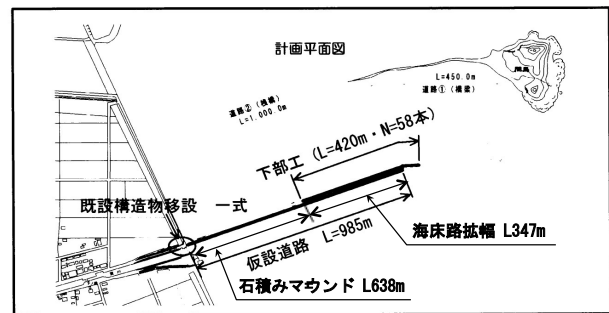 計画平面図
L=450.0m
道路① (橋梁)
道路② (桟橋)
L=1,000.0m
下部工 (L=420m・N=58本)
既設構造物移設 一式
海床路拡幅 L347m
仮設道路 L=985m
石積みマウンド L638m